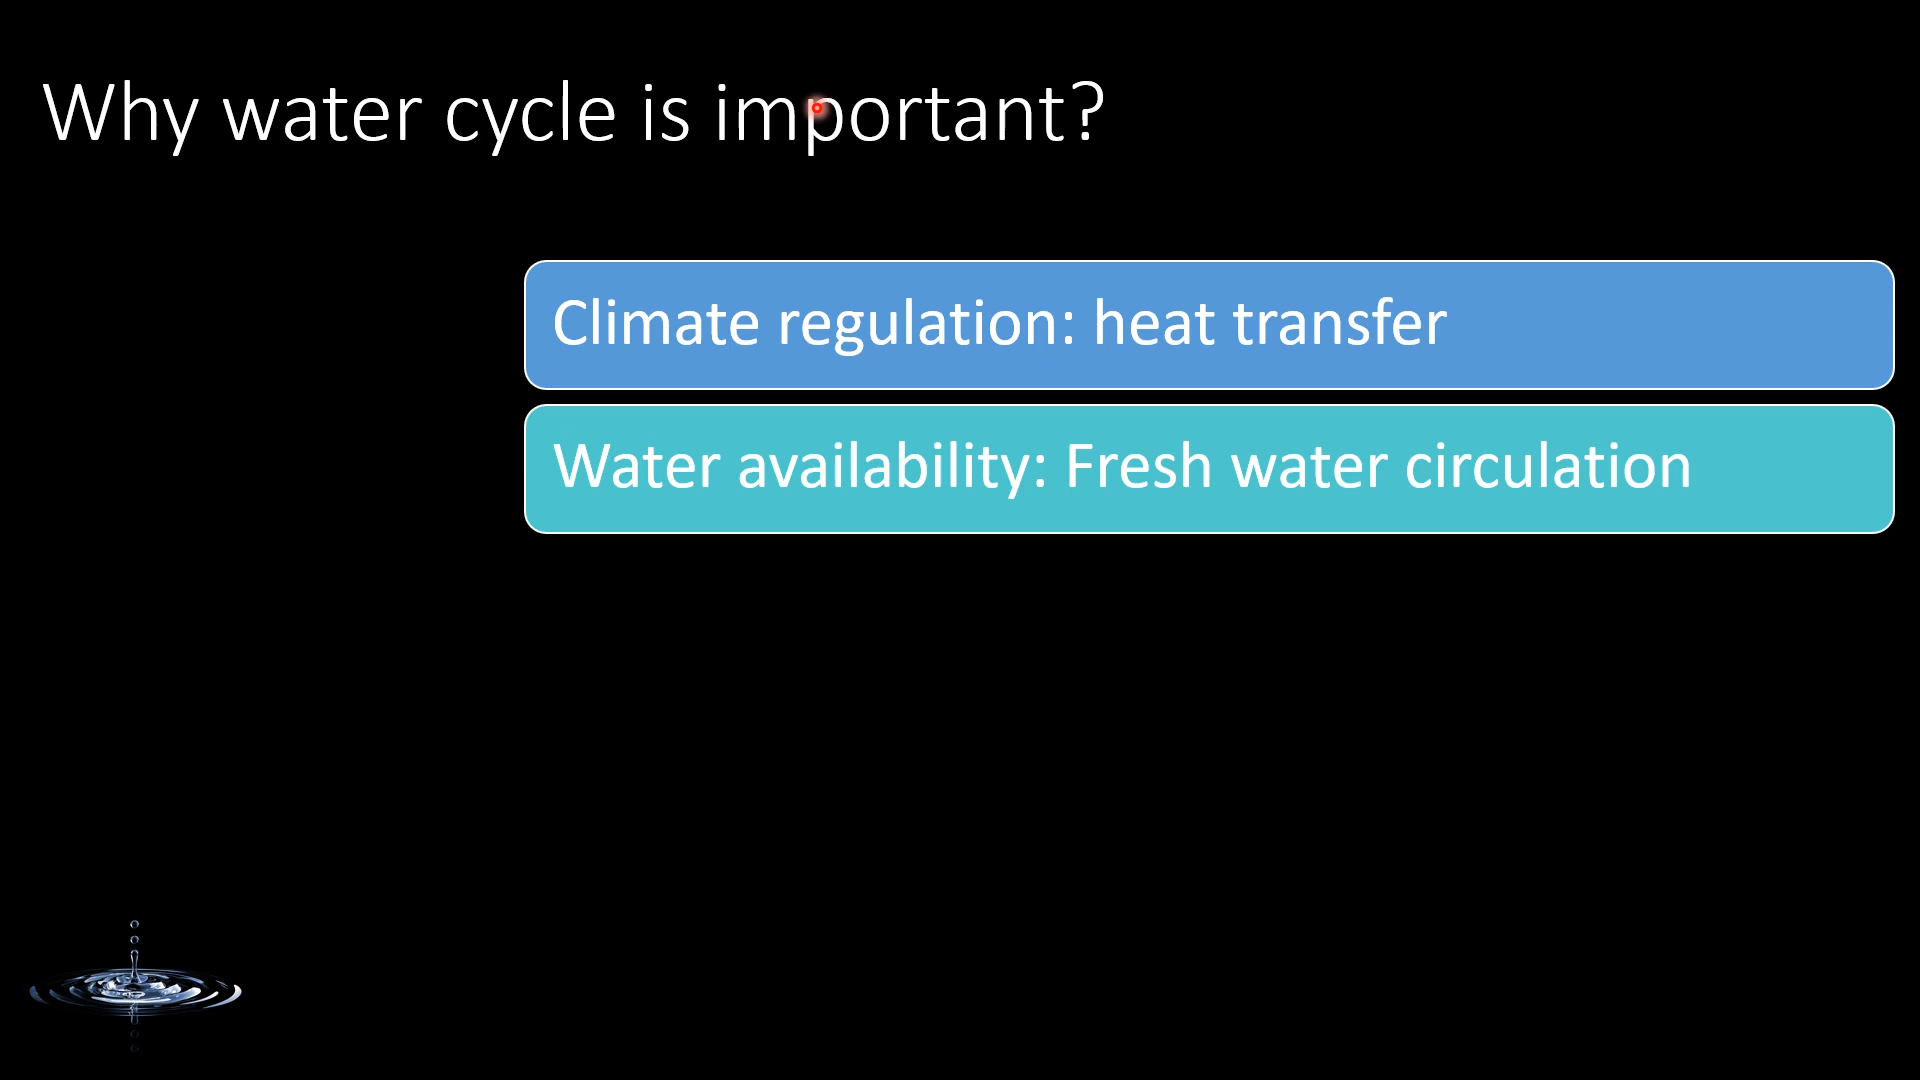 Why water cycle is important?
Climate regulation: heat transfer
Water availability: Fresh water circulation